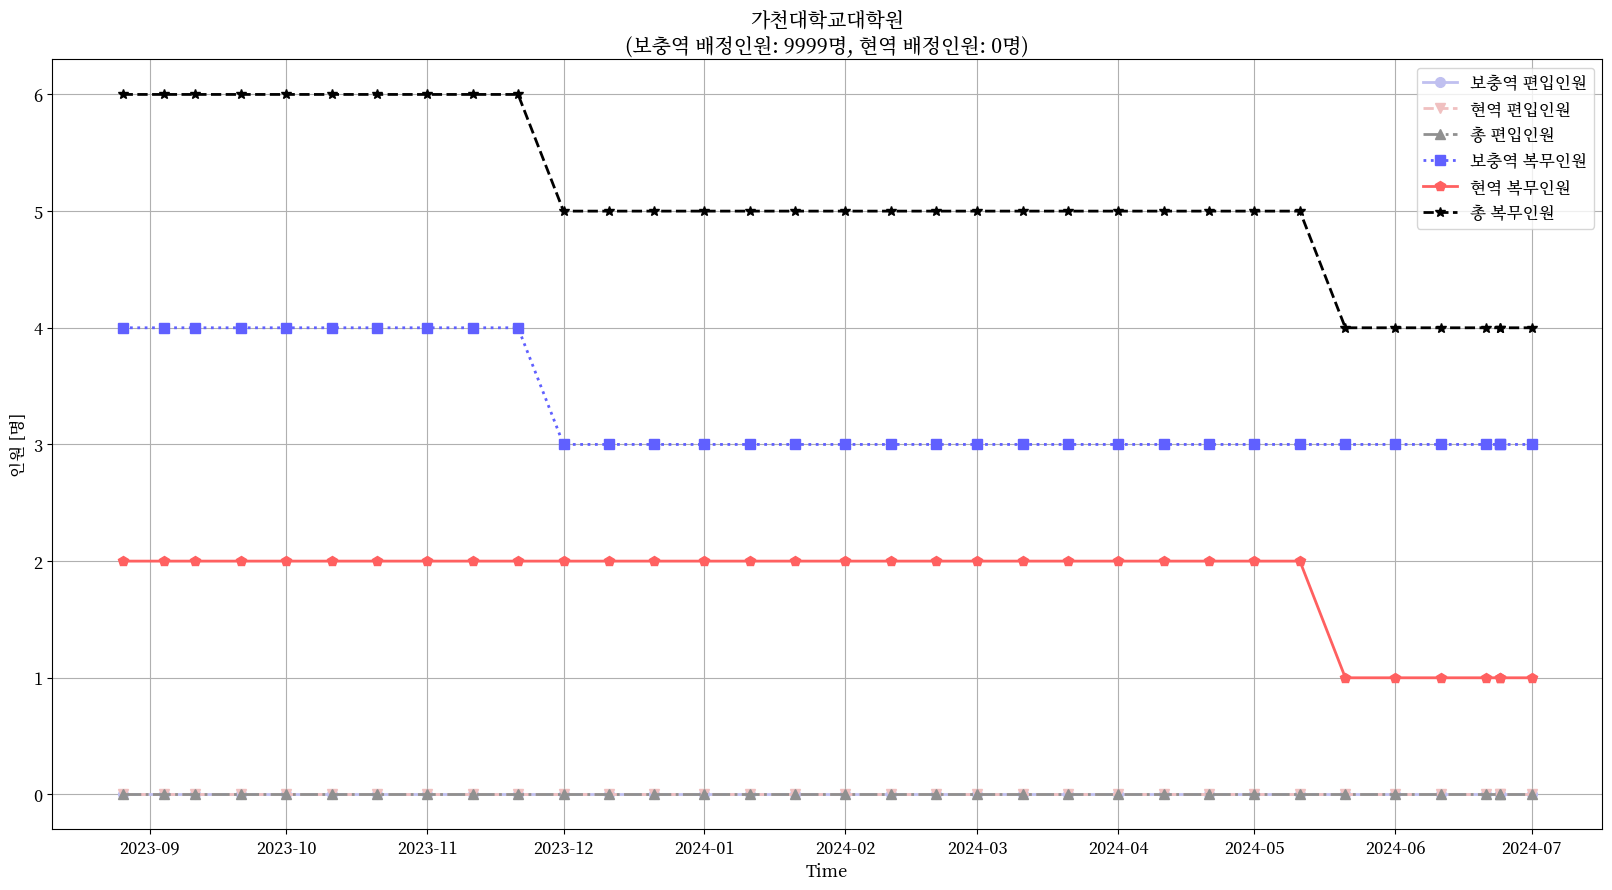 가천대학교대학원
(보충역 배정인원: 9999명, 현역 배정인원: 0명)
보충역 편입인원
현역 편입인원
총 편입인원
보충역 복무인원
현역 복무인원
총 복무인원
인원 [명]
6
5
4
3
2
1
0
2023-09 2023-10 2023-11 2023-12 2024-01 2024-02 2024-03 2024-04 2024-05 2024-06 2024-07
Time